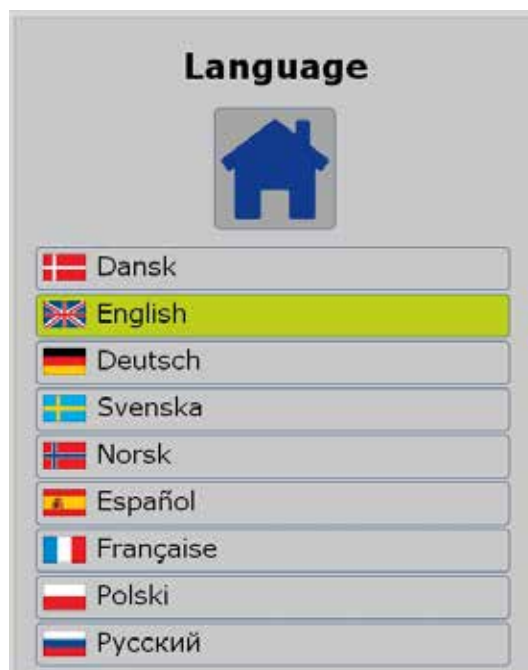 Language
Dansk
English
Deutsch
Svenska
Norsk
Español
Française
Polski
Русский